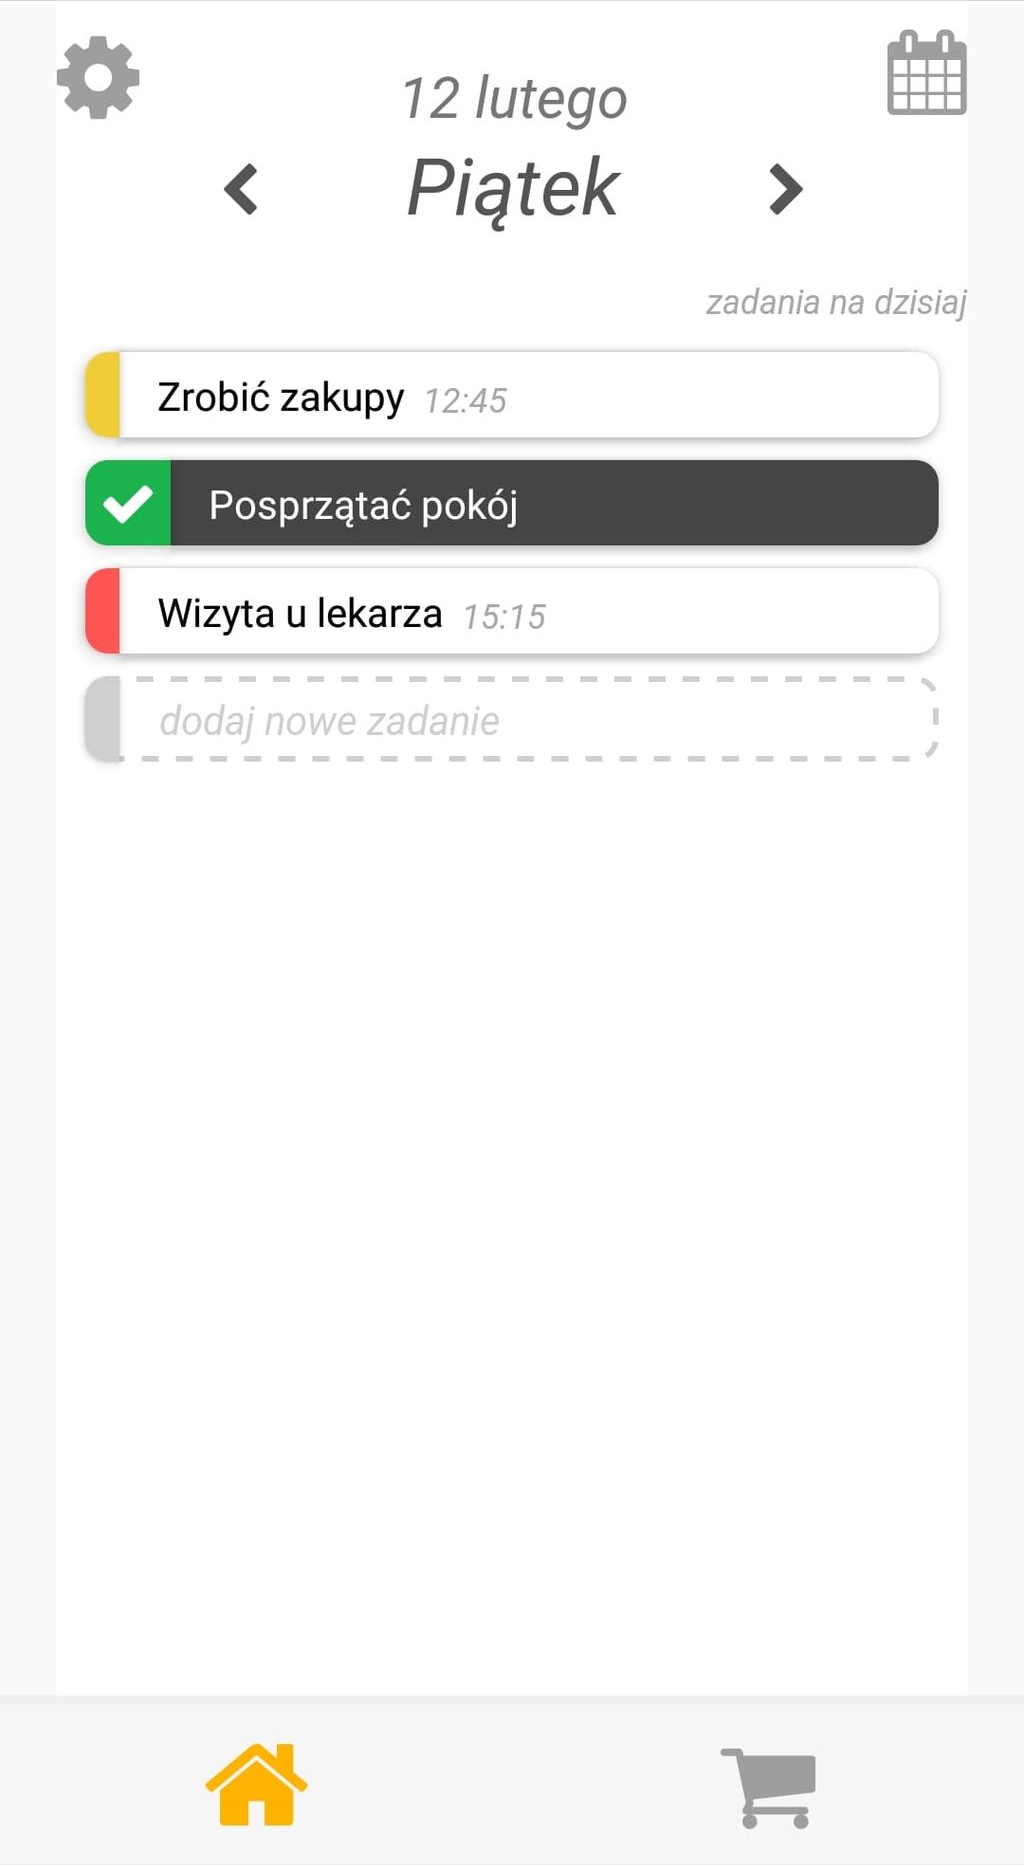 12 lutego
Piątek
zadania na dzisiaj
Zrobić zakupy 12:45
Posprzątać pokój
Wizyta u lekarza 15:15
dodaj nowe zadanie